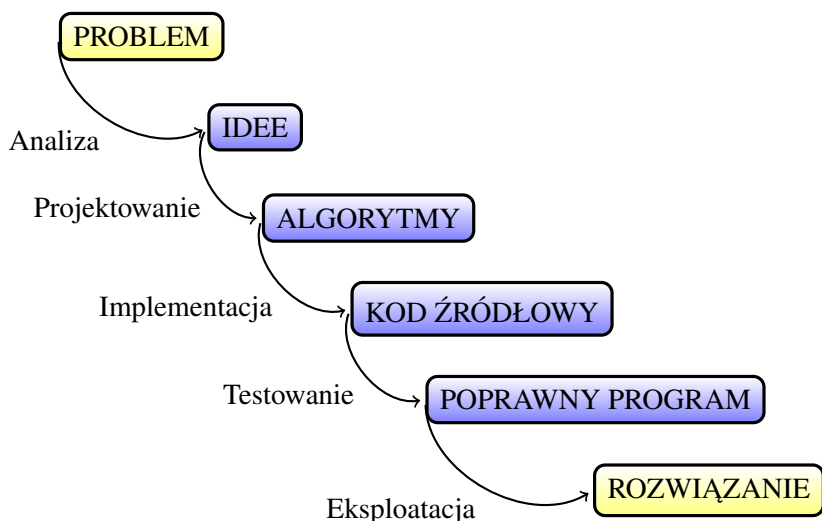 PROBLEM
Analiza
IDEE
Projektowanie
ALGORYTMY
Implementacja
KOD ŹRÓDŁOWY
Testowanie
POPRAWNY PROGRAM
Eksploatacja
ROZWIĄZANIE